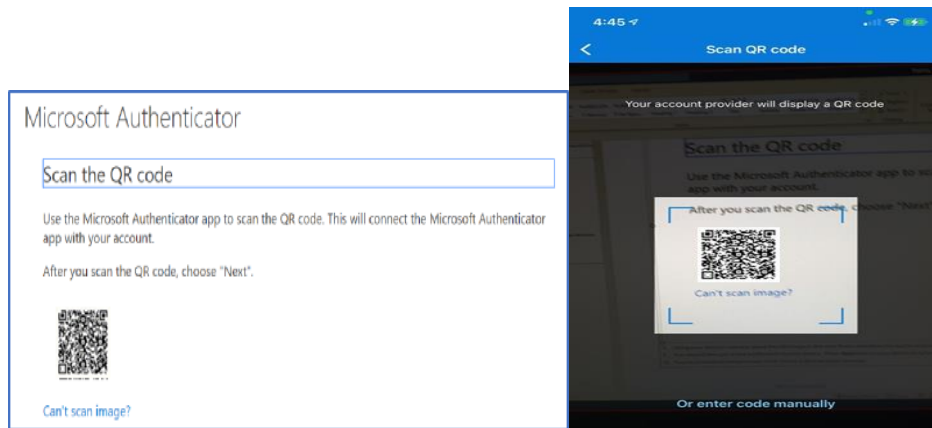 Microsoft Authenticator
Scan the QR code
Use the Microsoft Authenticator app to scan the QR code. This will connect the Microsoft Authenticator
app with your account.
After you scan the QR code, choose "Next".
Can't scan image?
4:45
Scan QR code
Your account provider will display a QR code
Scan the QR code
Use the Microsoft Authenticator app to
app with your account.
After you scan the QR code, choose "Next"
Can't scan image?
Or enter code manually